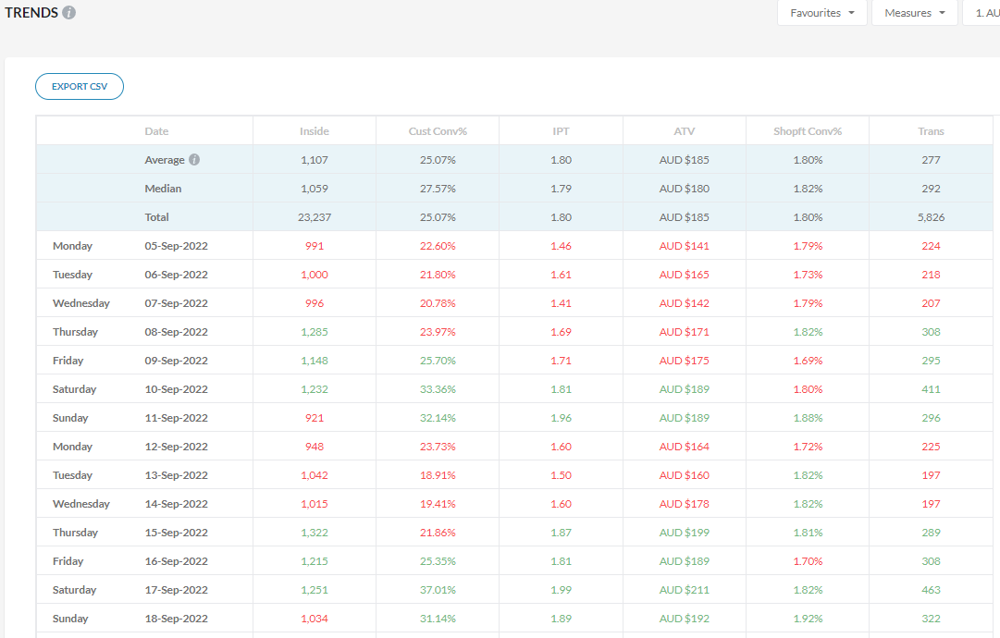 TRENDS i Favourites Measures 1. AU
EXPORT CSV
Date Inside Cust Conv% IPT ATV Shopft Conv% Trans
Average i 1,107 25.07% 1.80 AUD $185 1.80% 277
Median 1,059 27.57% 1.79 AUD $180 1.82% 292
Total 23,237 25.07% 1.80 AUD $185 1.80% 5,826
Monday 05-Sep-2022 991 22.60% 1.46 AUD $141 1.79% 224
Tuesday 06-Sep-2022 1,000 21.80% 1.61 AUD $165 1.73% 218
Wednesday 07-Sep-2022 996 20.78% 1.41 AUD $142 1.79% 207
Thursday 08-Sep-2022 1,285 23.97% 1.69 AUD $171 1.82% 308
Friday 09-Sep-2022 1,148 25.70% 1.71 AUD $175 1.69% 295
Saturday 10-Sep-2022 1,232 33.36% 1.81 AUD $189 1.80% 411
Sunday 11-Sep-2022 921 32.14% 1.96 AUD $189 1.88% 296
Monday 12-Sep-2022 948 23.73% 1.60 AUD $164 1.72% 225
Tuesday 13-Sep-2022 1,042 18.91% 1.50 AUD $160 1.82% 197
Wednesday 14-Sep-2022 1,015 19.41% 1.60 AUD $178 1.82% 197
Thursday 15-Sep-2022 1,322 21.86% 1.87 AUD $199 1.81% 289
Friday 16-Sep-2022 1,215 25.35% 1.81 AUD $189 1.70% 308
Saturday 17-Sep-2022 1,251 37.01% 1.99 AUD $211 1.82% 463
Sunday 18-Sep-2022 1,034 31.14% 1.89 AUD $192 1.92% 322